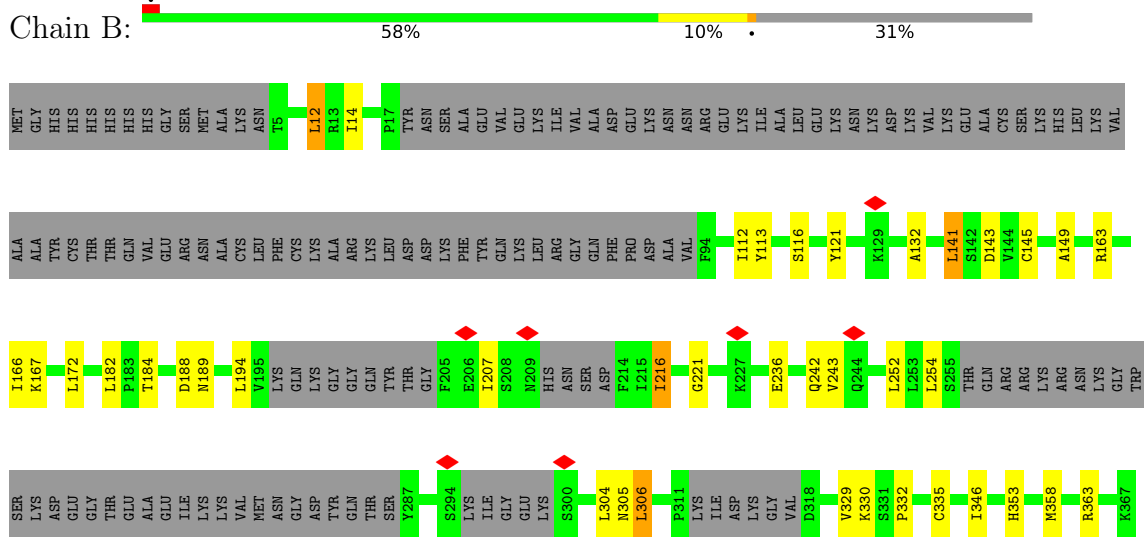 Chain B:
58% 10% • 31%
MET GLY HIS HIS HIS HIS HIS HIS GLY SER MET ALA LYS ASN T5 L12 R13 I14 P17 TYR ASN SER ALA GLU VAL GLU LYS ILE VAL ALA ASP GLU LYS ASN ASN ARG GLU LYS ILE ALA LEU GLU LYS ASN LYS ASP LYS VAL LYS GLU ALA CYS SER LYS HIS LEU LYS VAL
ALA ALA TYR CYS THR THR PHE GLN VAL GLU ARG ASN ALA CYS LEU PHE CYS LYS ALA ARG LYS LEU ASP ASP LYS PHE TYR GLN LYS LEU ARG GLY GLN PHE PRO ASP ALA VAL F94 I112 Y113 S116 Y121 K129 A132 L141 S142 D143 V144 C145 A149 R163
I166 K167 L172 L182 P183 T184 D188 N189 L194 V195 LYS GLN LYS GLY GLY GLN TYR THR GLY F205 E206 I207 S208 N209 HIS ASN SER ASP F214 I215 I216 G221 K227 E236 Q242 V243 Q244 L252 L253 L254 S255 THR GLN ARG ARG LYS ARG ASN LYS GLY TRP
SER LYS ASP GLU GLY THR GLU ALA GLU ILE LYS LYS VAL MET ASN GLY ASP TYR GLN THR SER Y287 S294 LYS ILE GLY GLU LYS S300 L304 N305 L306 P311 LYS ILE ASP LYS GLY VAL D318 V329 K330 S331 P332 C335 I346 H353 M358 R363 K367